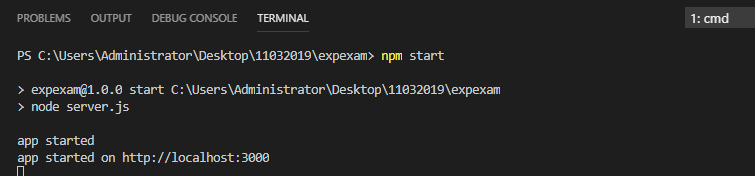 PROBLEMS OUTPUT DEBUG CONSOLE TERMINAL 1: cmd
PS C:\Users\Administrator\Desktop\11032019\expexam> npm start
> expexam@1.0.0 start C:\Users\Administrator\Desktop\11032019\expexam
> node server.js
app started
app started on http://localhost:3000